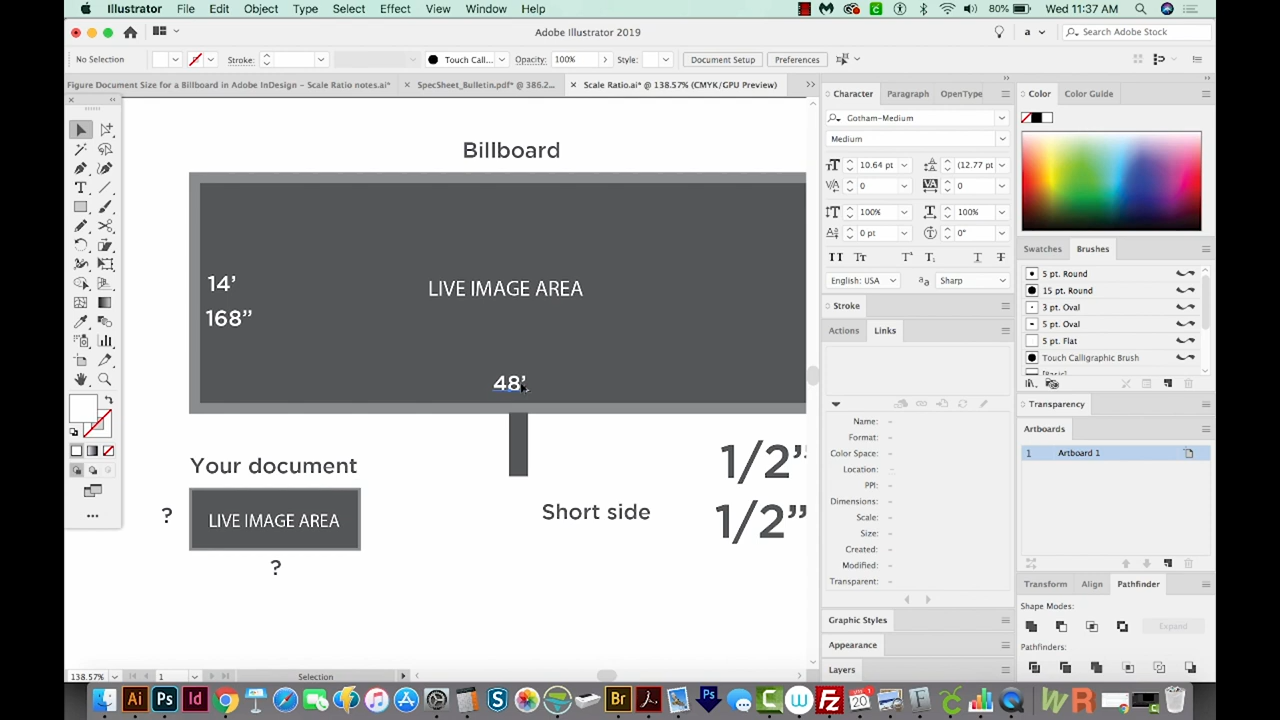 Illustrator File Edit Object Type Select Effect View Window Help 80% Wed 11:37 AM
Adobe Illustrator 2019 a Search Adobe Stock
No Selection Stroke: Touch Call... Opacity: 100% Style: Document Setup Preferences
Figure Document Size for a Billboard in Adobe InDesign - Scale Ratio notes.ai* × SpecSheet_Bulletin.pdf* @ 386.2... × Scale Ratio.ai* @ 138.57% (CMYK/GPU Preview)
Billboard
14’
168”
LIVE IMAGE AREA
48’
Your document
LIVE IMAGE AREA
?
?
Short side
1/2”
1/2”
138.57% 1 Selection
Character Paragraph OpenType
Gotham-Medium
Medium
10.64 pt (12.77 pt
0 0
100% 100%
0 pt 0°
English: USA Sharp
Stroke
Actions Links
Name: –
Format: –
Color Space: –
Location: –
PPI: –
Dimensions: –
Scale: –
Size: –
Created: –
Modified: –
Transparent: –
Graphic Styles
Appearance
Layers
Color Color Guide
Swatches Brushes
5 pt. Round
15 pt. Round
3 pt. Oval
5 pt. Oval
5 pt. Flat
Touch Calligraphic Brush
Transparency
Artboards
1 Artboard 1
Transform Align Pathfinder
Shape Modes:
Expand
Pathfinders:
Ai Ps Id Br Ps Fz